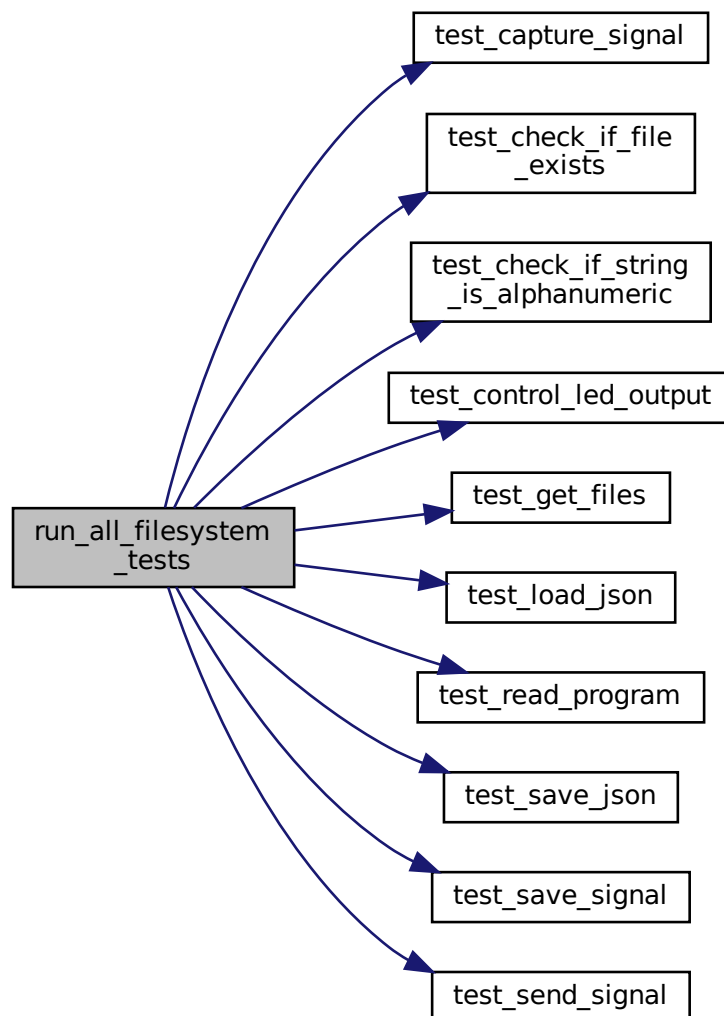 test_capture_signal
test_check_if_file
_exists
test_check_if_string
_is_alphanumeric
test_control_led_output
test_get_files
run_all_filesystem
_tests
test_load_json
test_read_program
test_save_json
test_save_signal
test_send_signal